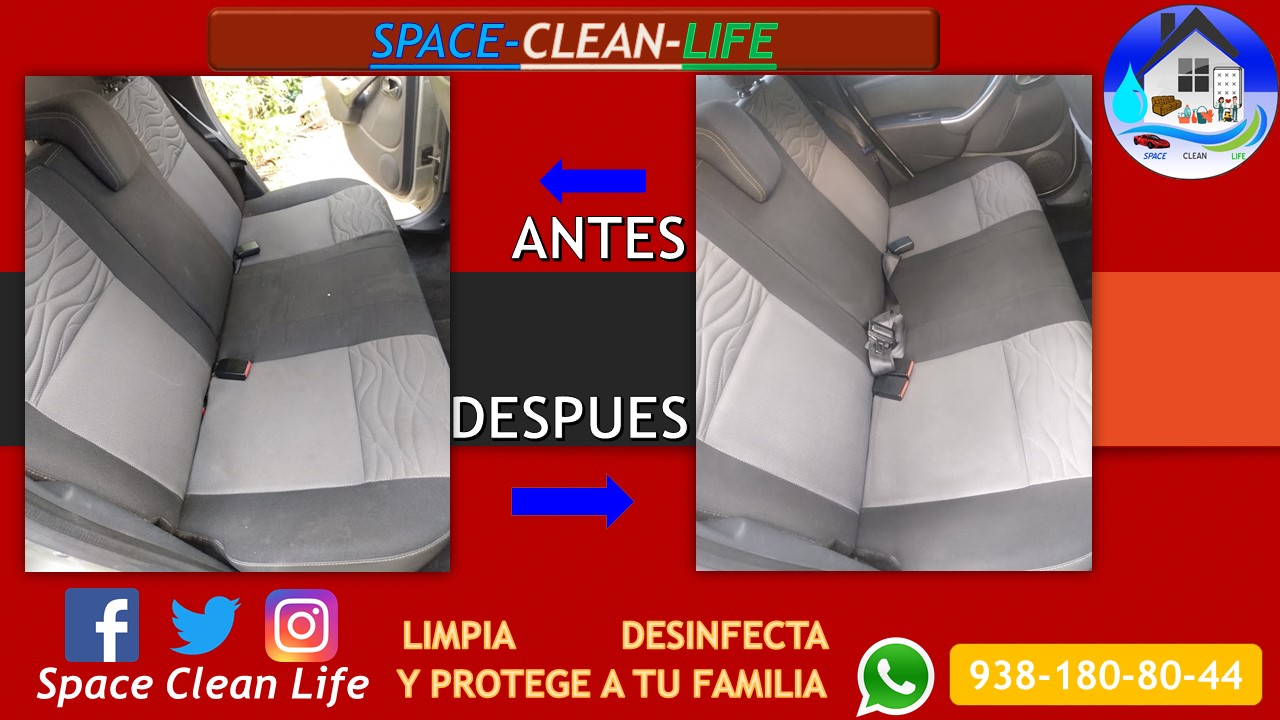 SPACE-CLEAN-LIFE
SPACE CLEAN LIFE
ANTES
DESPUES
Space Clean Life
LIMPIA DESINFECTA
Y PROTEGE A TU FAMILIA
938-180-80-44